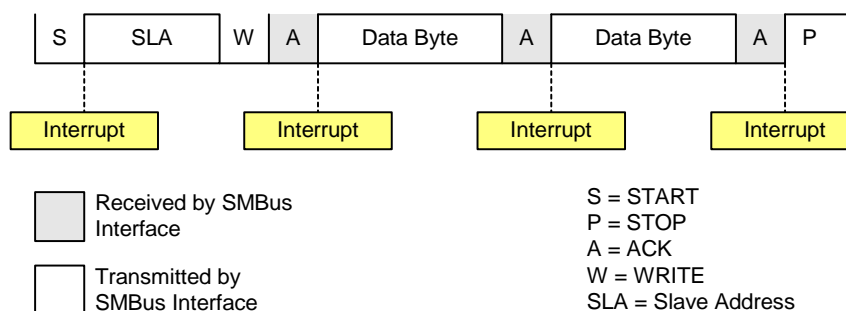 S SLA W A Data Byte A Data Byte A P
Interrupt Interrupt Interrupt Interrupt
Received by SMBus
Interface
Transmitted by
SMBus Interface
S = START
P = STOP
A = ACK
W = WRITE
SLA = Slave Address